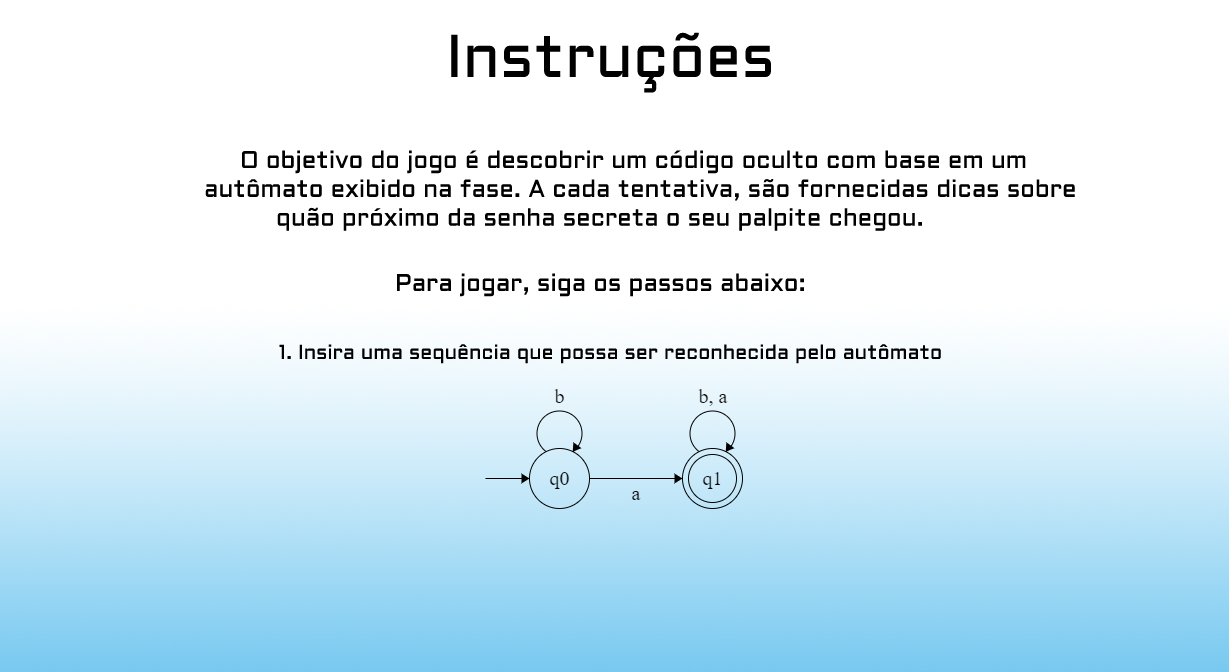 Instruções
O objetivo do jogo é descobrir um código oculto com base em um
autômato exibido na fase. A cada tentativa, são fornecidas dicas sobre
quão próximo da senha secreta o seu palpite chegou.
Para jogar, siga os passos abaixo:
1. Insira uma sequência que possa ser reconhecida pelo autômato
b
b, a
q0
q1
a